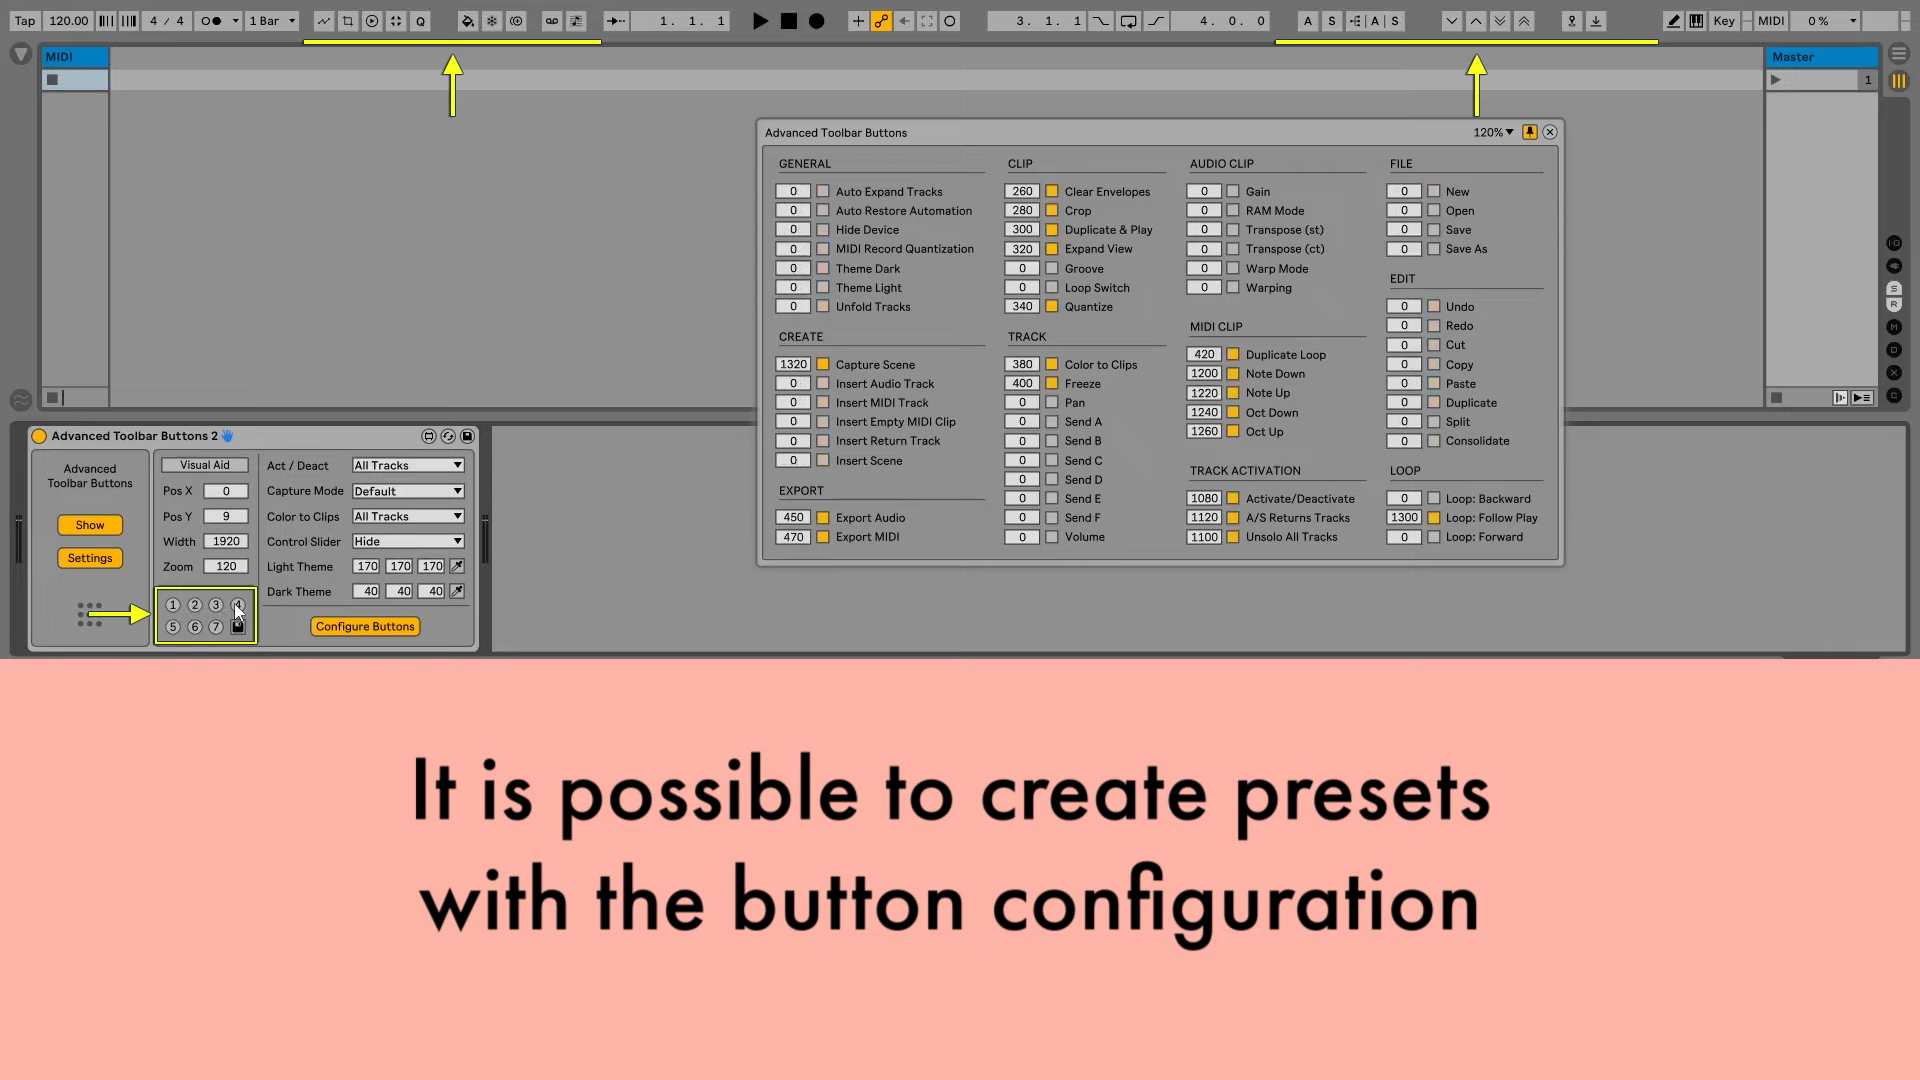 Tap 120.00 4 / 4 1 Bar Q 1. 1. 1 3. 1. 1 4. 0. 0 A S A S Key MIDI 0 %
MIDI
Master
1
Advanced Toolbar Buttons 120%
GENERAL
0 Auto Expand Tracks
0 Auto Restore Automation
0 Hide Device
0 MIDI Record Quantization
0 Theme Dark
0 Theme Light
0 Unfold Tracks
CREATE
1320 Capture Scene
0 Insert Audio Track
0 Insert MIDI Track
0 Insert Empty MIDI Clip
0 Insert Return Track
0 Insert Scene
EXPORT
450 Export Audio
470 Export MIDI
CLIP
260 Clear Envelopes
280 Crop
300 Duplicate & Play
320 Expand View
0 Groove
0 Loop Switch
340 Quantize
TRACK
380 Color to Clips
400 Freeze
0 Pan
0 Send A
0 Send B
0 Send C
0 Send D
0 Send E
0 Send F
0 Volume
AUDIO CLIP
0 Gain
0 RAM Mode
0 Transpose (st)
0 Transpose (ct)
0 Warp Mode
0 Warping
MIDI CLIP
420 Duplicate Loop
1200 Note Down
1220 Note Up
1240 Oct Down
1260 Oct Up
TRACK ACTIVATION
1080 Activate/Deactivate
1120 A/S Returns Tracks
1100 Unsolo All Tracks
FILE
0 New
0 Open
0 Save
0 Save As
EDIT
0 Undo
0 Redo
0 Cut
0 Copy
0 Paste
0 Duplicate
0 Split
0 Consolidate
LOOP
0 Loop: Backward
1300 Loop: Follow Play
0 Loop: Forward
I·O
S
R
M
D
X
C
Advanced Toolbar Buttons 2
Advanced
Toolbar Buttons
Show
Settings
Visual Aid
Pos X 0
Pos Y 9
Width 1920
Zoom 120
1 2 3 4
5 6 7
Act / Deact All Tracks
Capture Mode Default
Color to Clips All Tracks
Control Slider Hide
Light Theme 170 170 170
Dark Theme 40 40 40
Configure Buttons
It is possible to create presets
with the button configuration